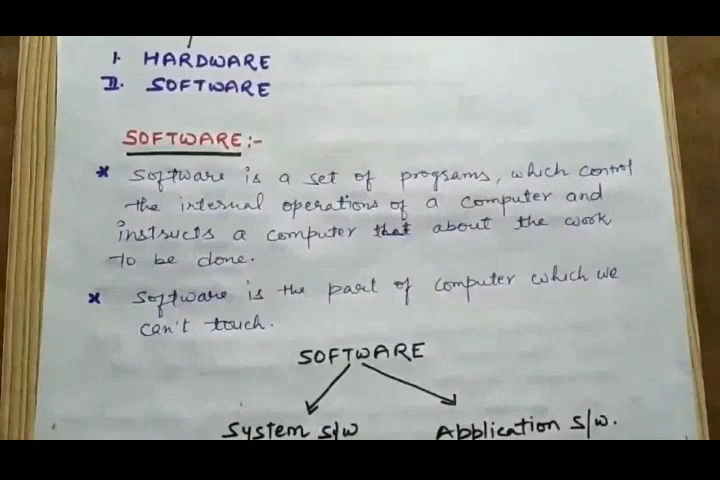 I. HARDWARE
II. SOFTWARE
SOFTWARE:-
* Software is a set of programs, which control
the internal operations of a computer and
instructs a computer that about the work
to be done.
* Software is the part of computer which we
can't touch.
SOFTWARE
System s/w Abblication s/w.